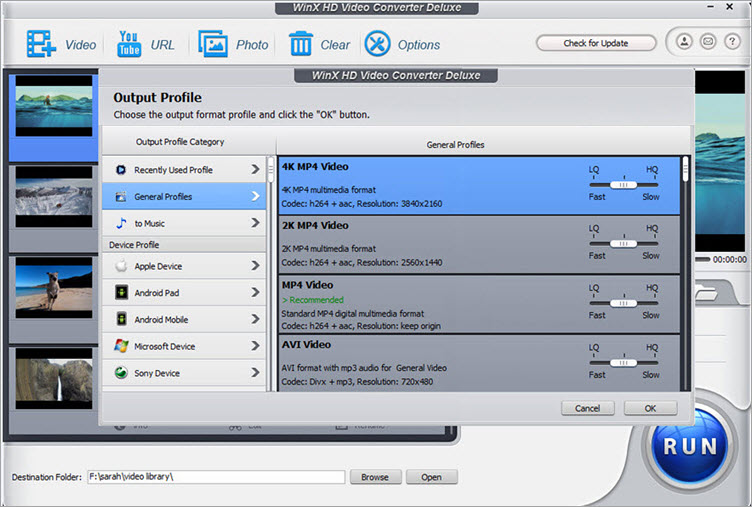 WinX HD Video Converter Deluxe
Video
You Tube URL
Photo
Clear
Options
Check for Update
WinX HD Video Converter Deluxe
Output Profile
Choose the output format profile and click the "OK" button.
Output Profile Category
General Profiles
Recently Used Profile
General Profiles
to Music
Device Profile
Apple Device
Android Pad
Android Mobile
Microsoft Device
Sony Device
4K MP4 Video
LQ HQ
4K MP4 multimedia format
Codec: h264 + aac, Resolution: 3840x2160
Fast Slow
2K MP4 Video
LQ HQ
2K MP4 multimedia format
Codec: h264 + aac, Resolution: 2560x1440
Fast Slow
MP4 Video
LQ HQ
> Recommended
Standard MP4 digital multimedia format
Codec: h264 + aac, Resolution: keep origin
Fast Slow
AVI Video
LQ HQ
AVI format with mp3 audio for General Video
Codec: Divx + mp3, Resolution: 720x480
Fast Slow
00:00:00
Cancel
OK
RUN
Destination Folder:
F:\sarah\video library\
Browse
Open